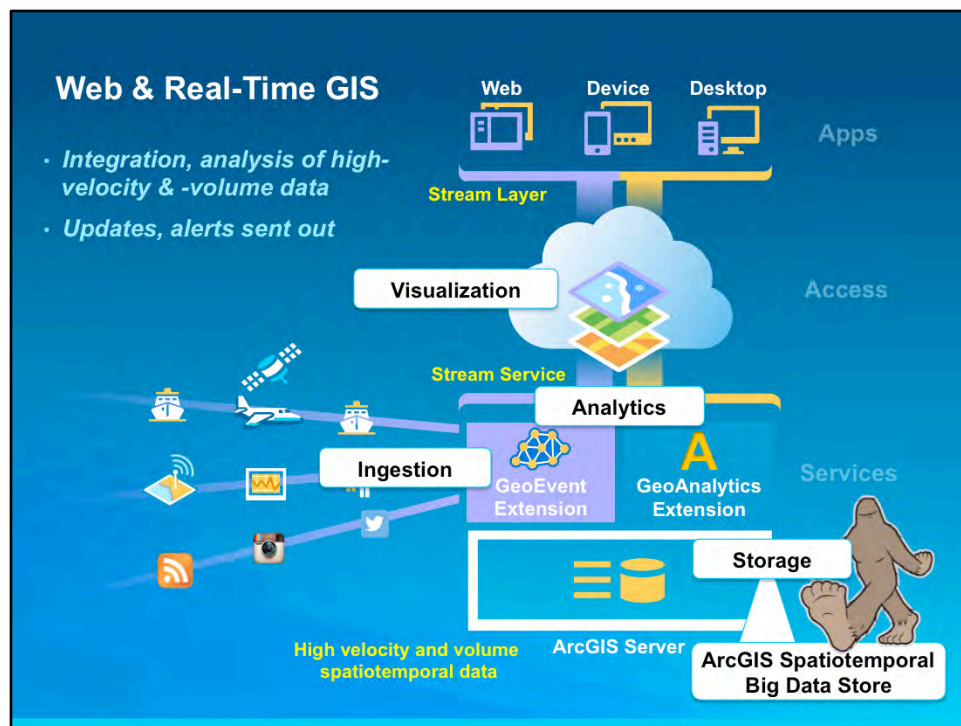 Web & Real-Time GIS
• Integration, analysis of high-
velocity & -volume data
• Updates, alerts sent out
Web
Device
Desktop
Apps
Stream Layer
Visualization
Access
Stream Service
Analytics
Ingestion
GeoEvent
Extension
A
GeoAnalytics
Extension
Services
Storage
ArcGIS Server
High velocity and volume
spatiotemporal data
ArcGIS Spatiotemporal
Big Data Store